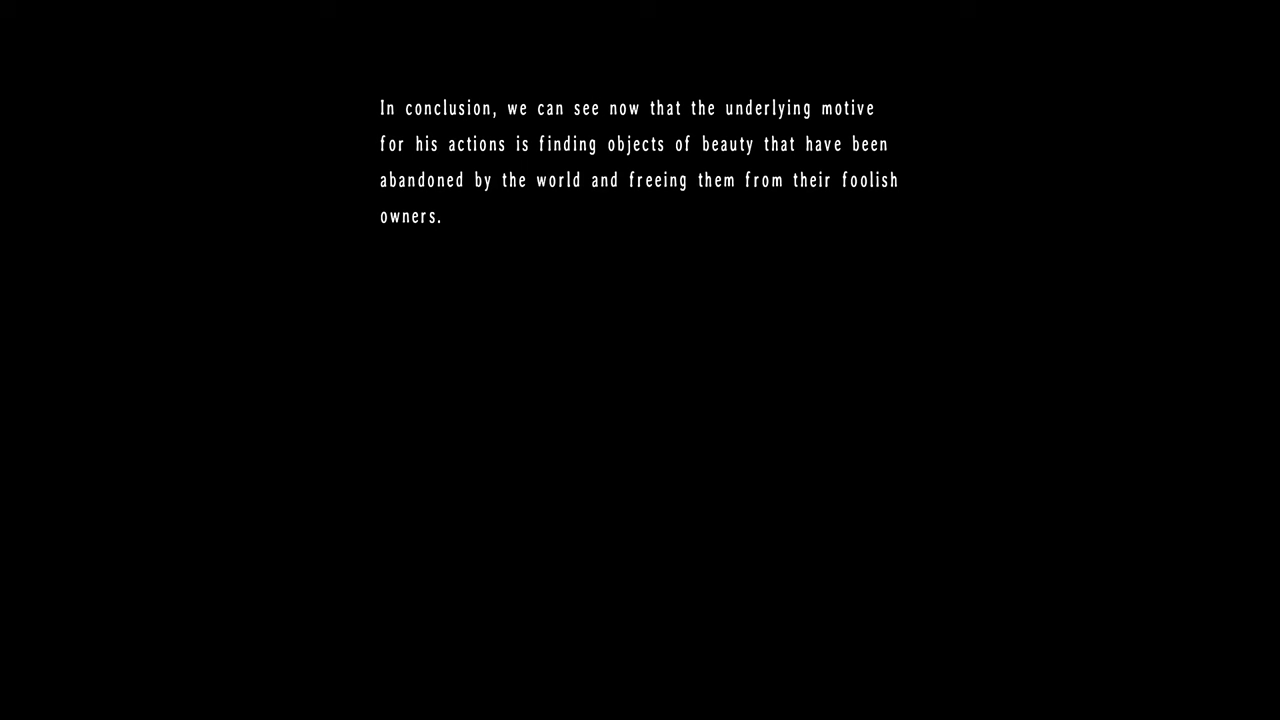 In conclusion, we can see now that the underlying motive
for his actions is finding objects of beauty that have been
abandoned by the world and freeing them from their foolish
owners.